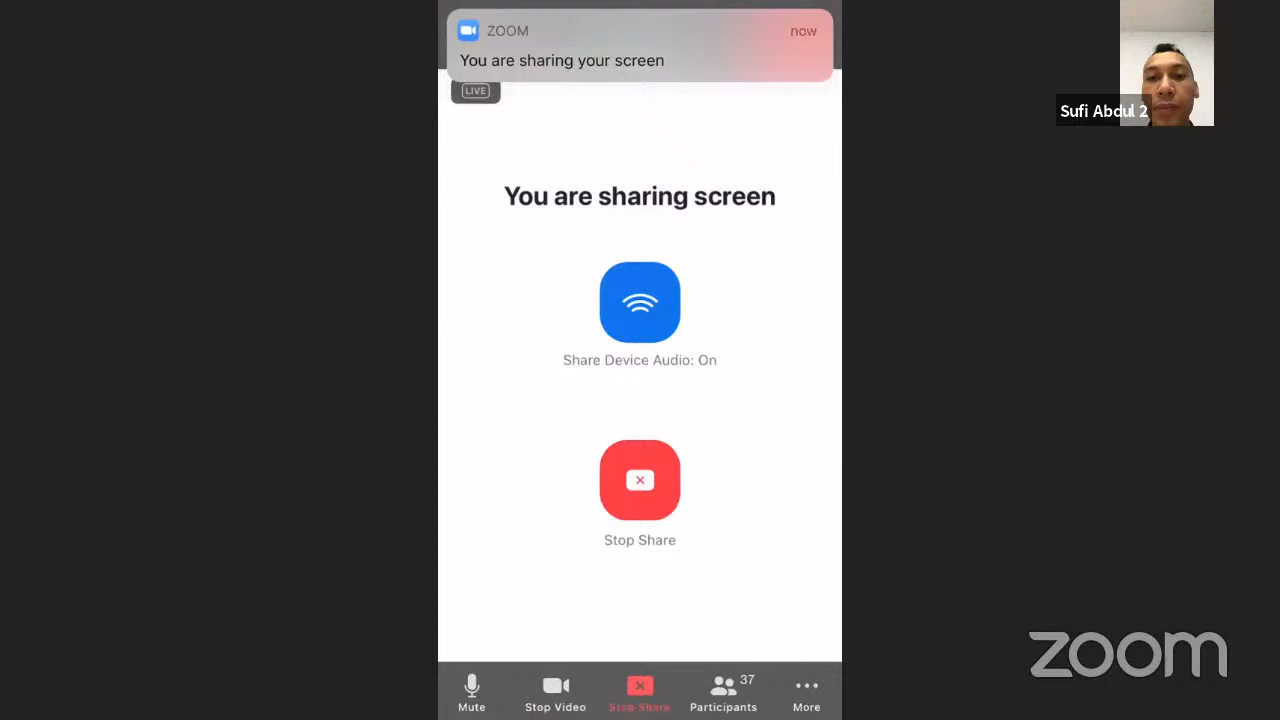 ZOOM
now
You are sharing your screen
LIVE
Sufi Abdul 2
You are sharing screen
Share Device Audio: On
Stop Share
37
Mute
Stop Video
Stop Share
Participants
More
zoom